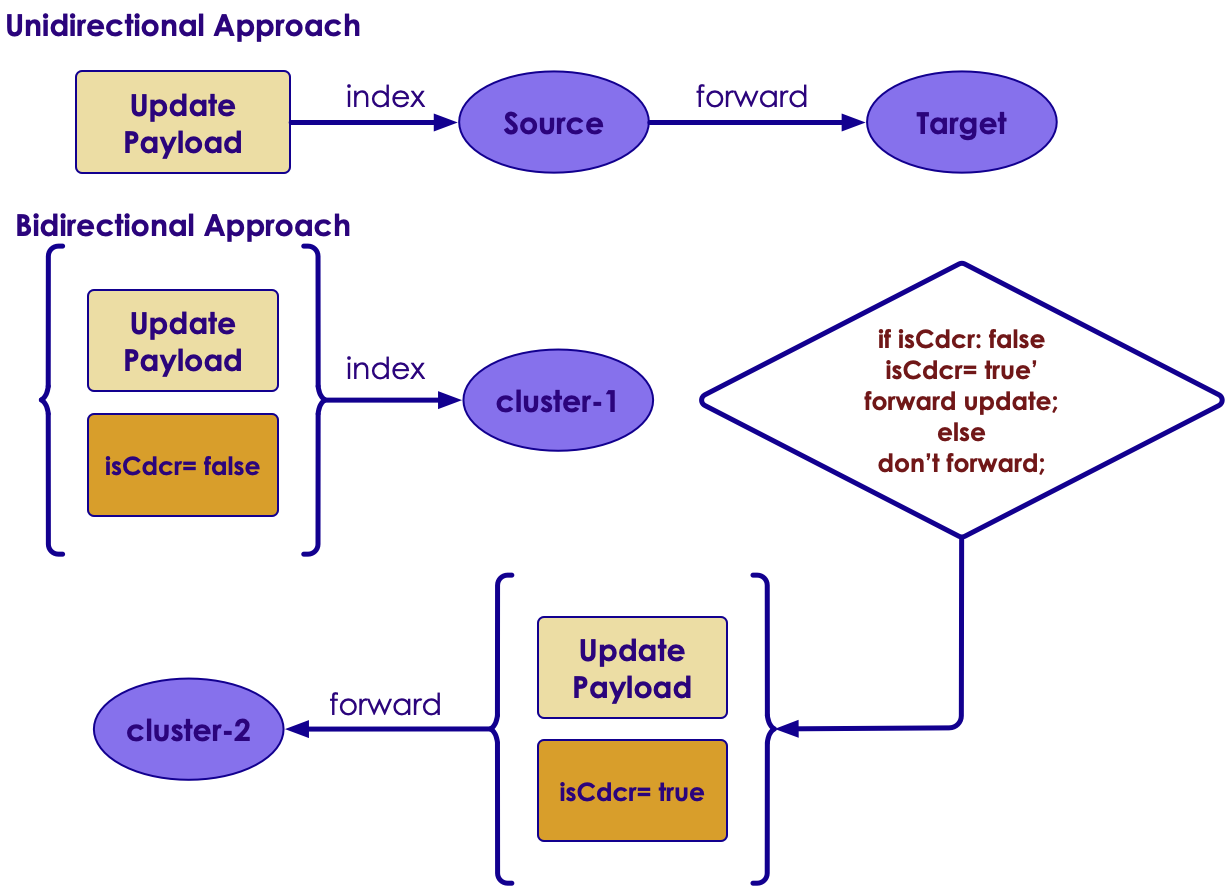 Unidirectional Approach
Update
Payload
index
Source
forward
Target
Bidirectional Approach
Update
Payload
isCdcr= false
index
cluster-1
if isCdcr: false
isCdcr= true’
forward update;
else
don’t forward;
Update
Payload
isCdcr= true
forward
cluster-2